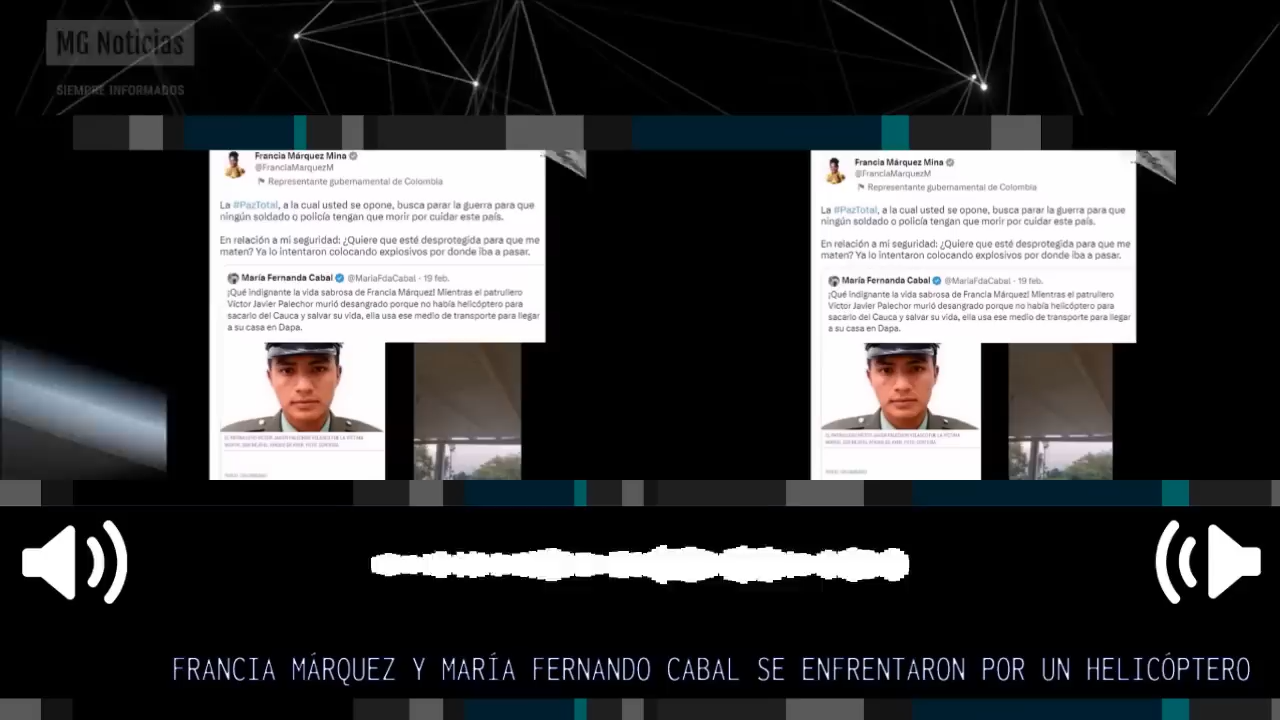 MG Noticias
SIEMPRE INFORMADOS
Francia Márquez Mina
@FranciaMarquezM
Representante gubernamental de Colombia
La #PazTotal, a la cual usted se opone, busca parar la guerra para que
ningún soldado o policía tengan que morir por cuidar este país.
En relación a mi seguridad: ¿Quiere que esté desprotegida para que me
maten? Ya lo intentaron colocando explosivos por donde iba a pasar.
María Fernanda Cabal @MariaFdaCabal · 19 feb.
¡Qué indignante la vida sabrosa de Francia Márquez! Mientras el patrullero
Víctor Javier Palechor murió desangrado porque no había helicóptero para
sacarlo del Cauca y salvar su vida, ella usa ese medio de transporte para llegar
a su casa en Dapa.
Francia Márquez Mina
@FranciaMarquezM
Representante gubernamental de Colombia
La #PazTotal, a la cual usted se opone, busca parar la guerra para que
ningún soldado o policía tengan que morir por cuidar este país.
En relación a mi seguridad: ¿Quiere que esté desprotegida para que me
maten? Ya lo intentaron colocando explosivos por donde iba a pasar.
María Fernanda Cabal @MariaFdaCabal · 19 feb.
¡Qué indignante la vida sabrosa de Francia Márquez! Mientras el patrullero
Víctor Javier Palechor murió desangrado porque no había helicóptero para
sacarlo del Cauca y salvar su vida, ella usa ese medio de transporte para llegar
a su casa en Dapa.
FRANCIA MÁRQUEZ Y MARÍA FERNANDO CABAL SE ENFRENTARON POR UN HELICÓPTERO